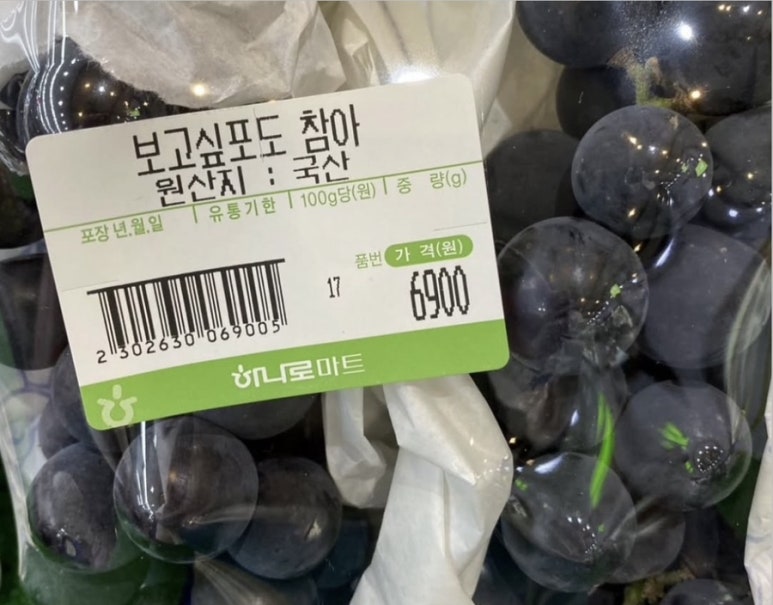 보고싶포도 참아
원산지 : 국산
포장 년.월.일 | 유통기한 | 100g당(원) | 중 량(g)
품번 가 격(원)
17 6900
2 302630 069005
하나로마트